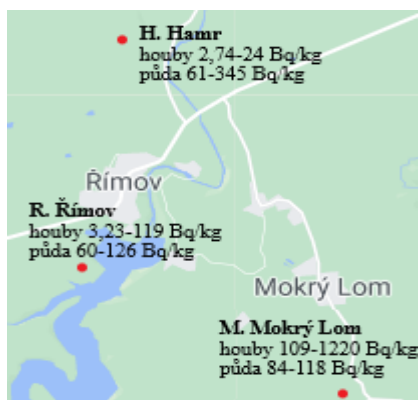 H. Hamr
houby 2,74-24 Bq/kg
půda 61-345 Bq/kg
Římov
R. Římov
houby 3,23-119 Bq/kg
půda 60-126 Bq/kg
Mokrý Lom
M. Mokrý Lom
houby 109-1220 Bq/kg
půda 84-118 Bq/kg